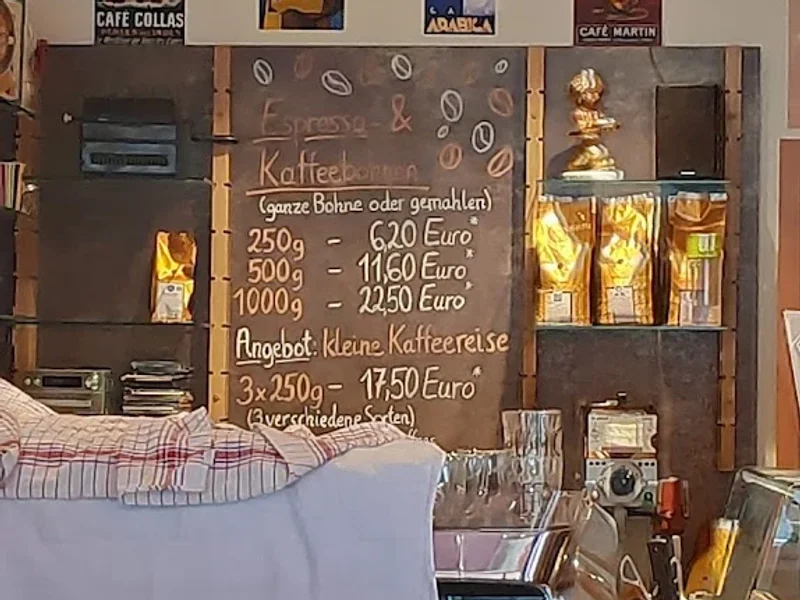 CAFÉ COLLAS
ARABICA
CAFÉ MARTIN
Espresso- &
Kaffeebohnen
(ganze Bohne oder gemahlen)
250g - 6,20 Euro*
500g - 11,60 Euro*
1000g - 22,50 Euro*
Angebot: kleine Kaffeereise
3x250g - 17,50 Euro*
(3 verschiedene Sorten)